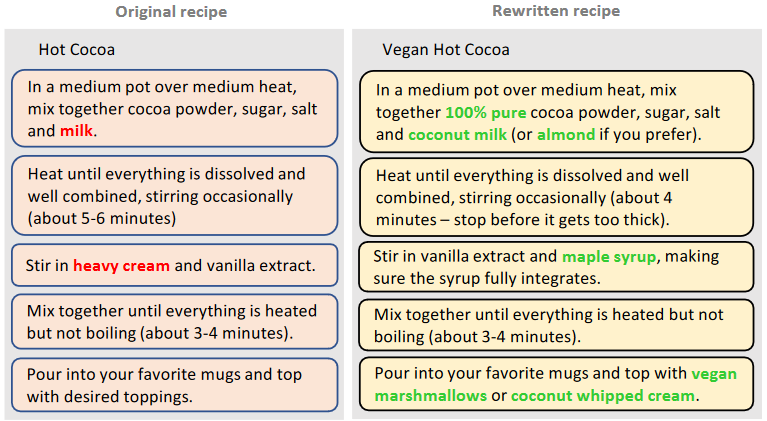 Original recipe
Hot Cocoa
In a medium pot over medium heat,
mix together cocoa powder, sugar, salt
and milk.
Heat until everything is dissolved and
well combined, stirring occasionally
(about 5-6 minutes)
Stir in heavy cream and vanilla extract.
Mix together until everything is heated
but not boiling (about 3-4 minutes).
Pour into your favorite mugs and top
with desired toppings.
Rewritten recipe
Vegan Hot Cocoa
In a medium pot over medium heat, mix
together 100% pure cocoa powder, sugar, salt
and coconut milk (or almond if you prefer).
Heat until everything is dissolved and well
combined, stirring occasionally (about 4
minutes – stop before it gets too thick).
Stir in vanilla extract and maple syrup, making
sure the syrup fully integrates.
Mix together until everything is heated but not
boiling (about 3-4 minutes).
Pour into your favorite mugs and top with vegan
marshmallows or coconut whipped cream.